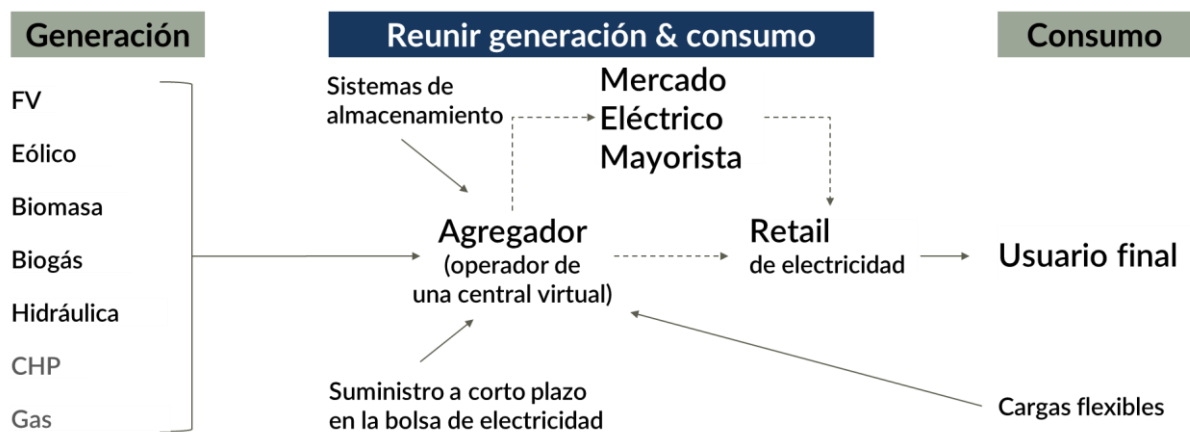 Generación
Reunir generación & consumo
Consumo
FV
Eólico
Biomasa
Biogás
Hidráulica
CHP
Gas
Sistemas de
almacenamiento
Mercado
Eléctrico
Mayorista
Agregador
(operador de
una central virtual)
Retail
de electricidad
Usuario final
Suministro a corto plazo
en la bolsa de electricidad
Cargas flexibles